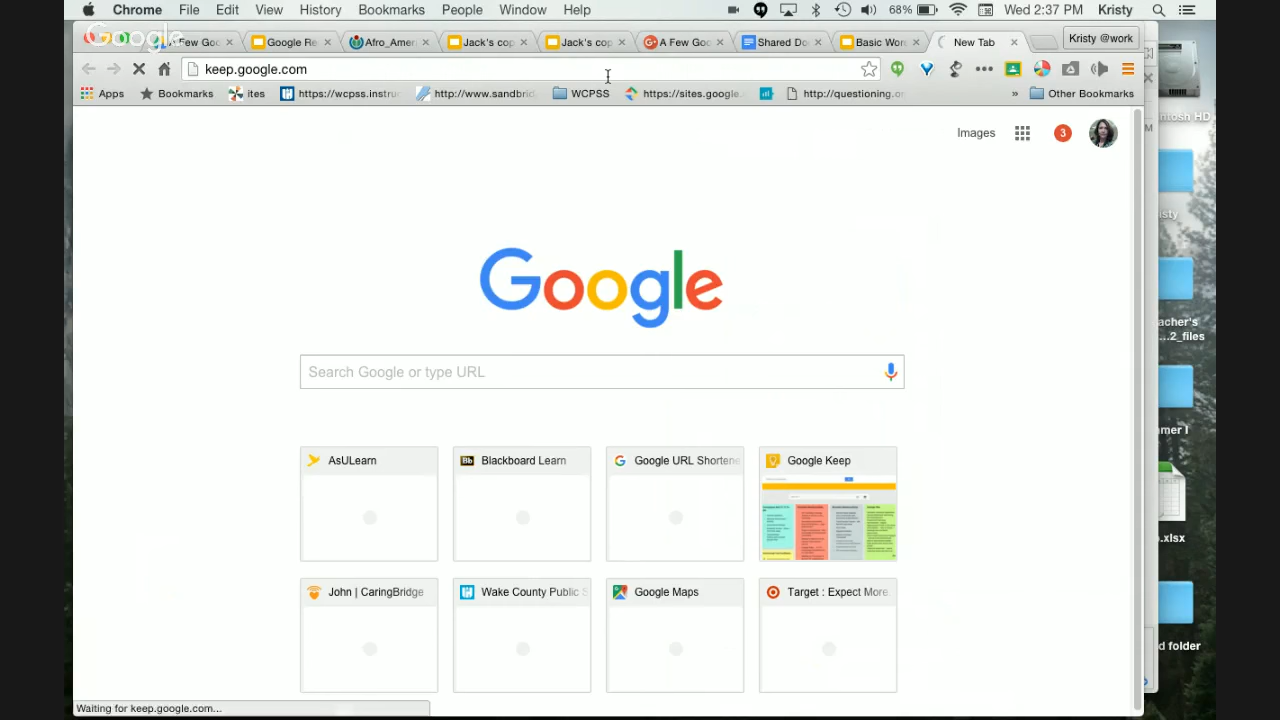 Chrome File Edit View History Bookmarks People Window Help 68% Wed 2:37 PM Kristy
Google
A Few Goo Google Re Afro_Ameri Jack's cop Jack's cop A Few Goo Shared Do Basic Wor New Tab Kristy @work
keep.google.com
Apps Bookmarks ites https://wcpss.instru http://www.sandbrid WCPSS https://sites.google. http://questioning.or » Other Bookmarks
Images 3
Google
Search Google or type URL
AsULearn Blackboard Learn Google URL Shortene Google Keep
John | CaringBridge Wake County Public S Google Maps Target : Expect More.
Waiting for keep.google.com...
ntosh HD
isty
acher's
...2_files
mer I
.xlsx
d folder